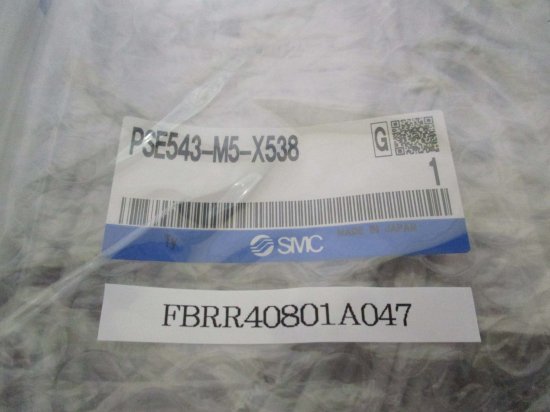 PSE543-M5-X538
G
1
SMC
MADE IN JAPAN
FBRR40801A047